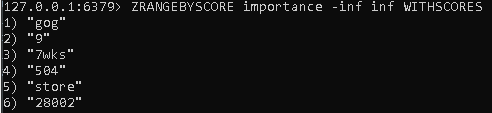 127.0.0.1:6379> ZRANGEBYSCORE importance -inf inf WITHSCORES
1) "gog"
2) "9"
3) "7wks"
4) "504"
5) "store"
6) "28002"